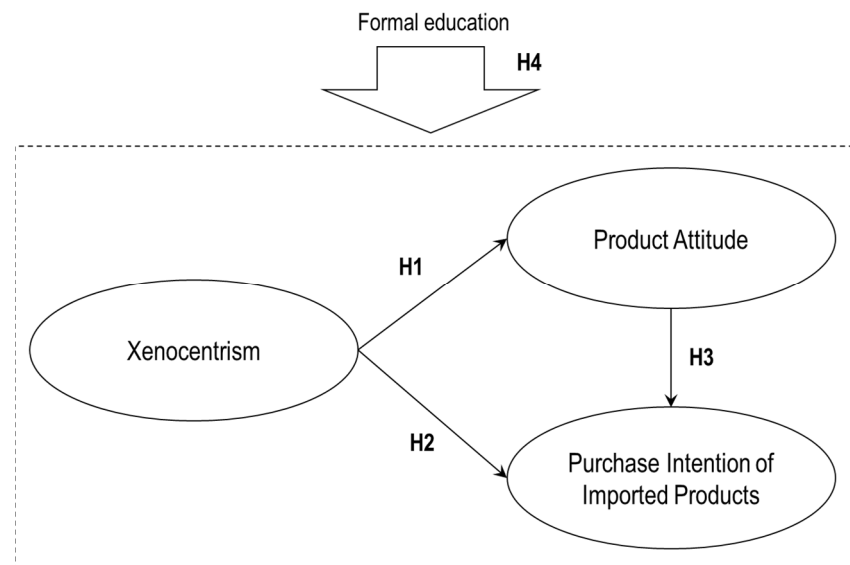 Formal education
H4
Product Attitude
H1
Xenocentrism
H3
H2
Purchase Intention of
Imported Products